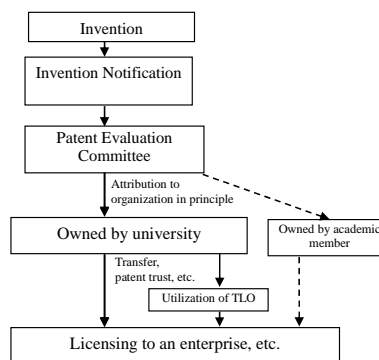 Invention
Invention Notification
Patent Evaluation
Committee
Attribution to
organization in principle
Owned by university
Owned by academic
member
Transfer,
patent trust, etc.
Utilization of TLO
Licensing to an enterprise, etc.